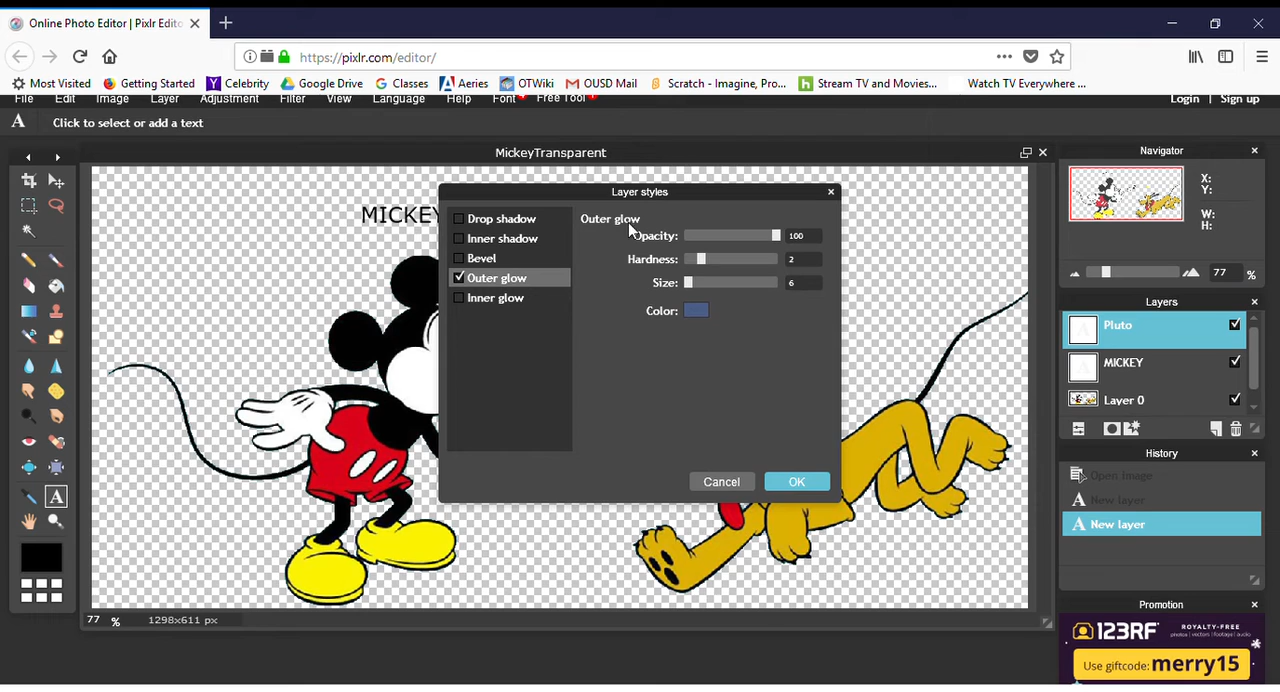 Online Photo Editor | Pixlr Edito
https://pixlr.com/editor/
Most Visited Getting Started Celebrity Google Drive Classes Aeries OTWiki OUSD Mail Scratch - Imagine, Pro... Stream TV and Movies... Watch TV Everywhere ...
File Edit Image Layer Adjustment Filter View Language Help Font Free Tool Login | Sign up
A Click to select or add a text
MickeyTransparent
MICKEY
Layer styles
Drop shadow
Inner shadow
Bevel
Outer glow
Inner glow
Outer glow
Opacity: 100
Hardness: 2
Size: 6
Color:
Cancel OK
77 % 1298x611 px
Navigator
X:
Y:
W:
H:
77 %
Layers
Pluto
MICKEY
Layer 0
History
Open image
A New layer
A New layer
Promotion
123RF ROYALTY-FREE
photos | vectors | footage | audio
Use giftcode: merry15